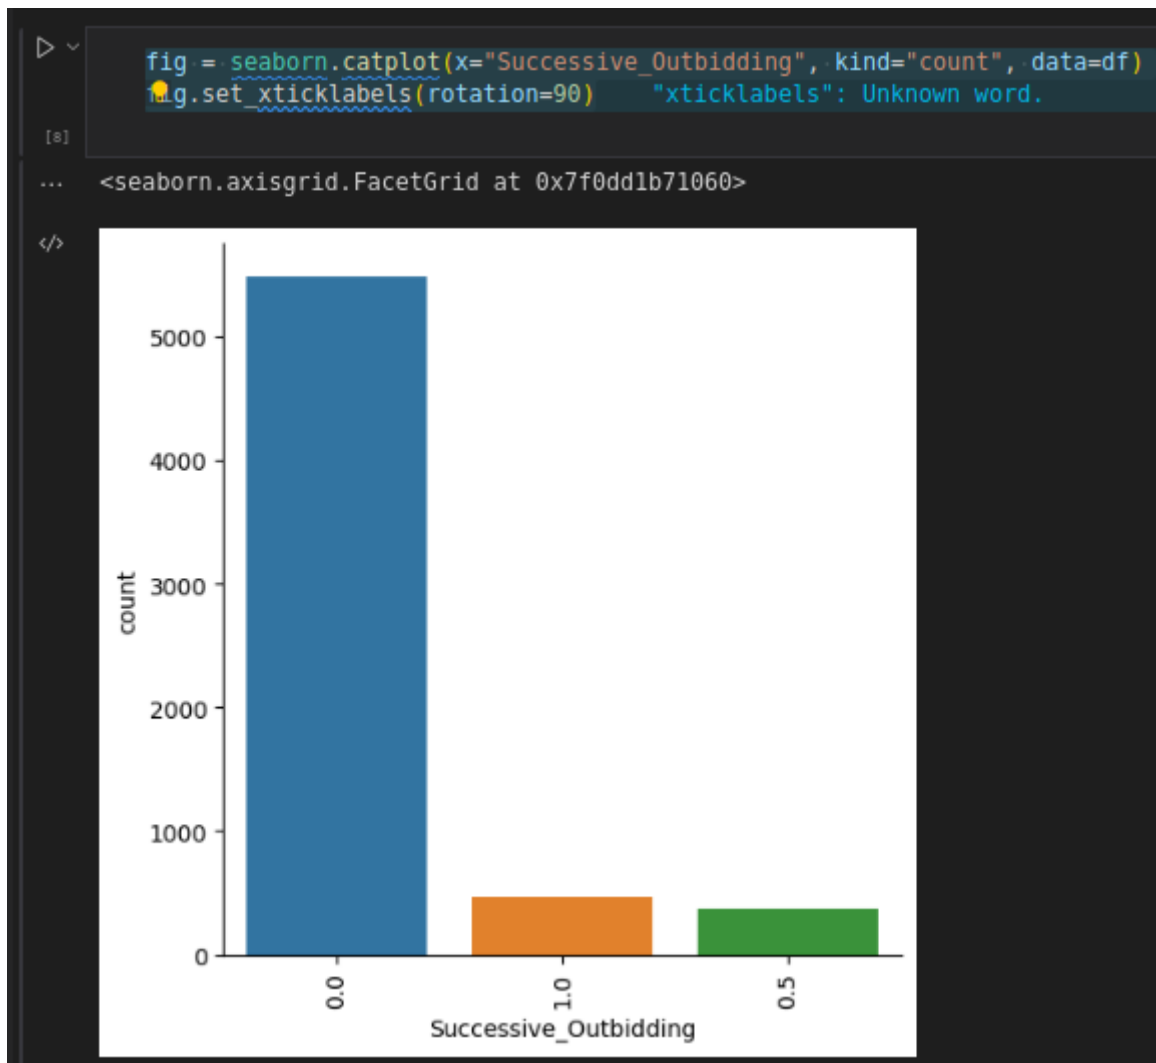 fig = seaborn.catplot(x="Successive_Outbidding", kind="count", data=df)
fig.set_xticklabels(rotation=90) "xticklabels": Unknown word.
[8]
... <seaborn.axisgrid.FacetGrid at 0x7f0dd1b71060>
</>
5000
4000
3000
2000
1000
0
count
0.0 1.0 0.5
Successive_Outbidding